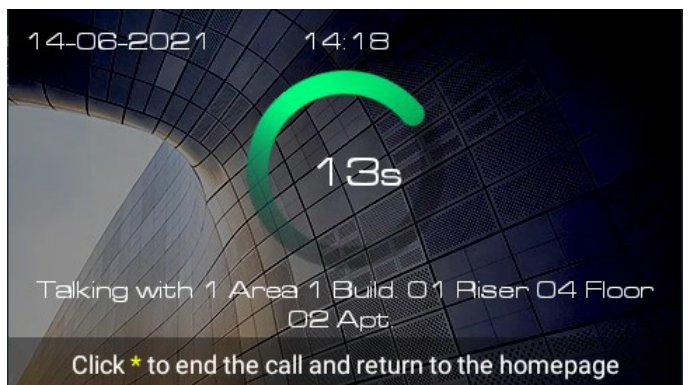 14-06-2021 14:18
13s
Talking with 1 Area 1 Build. 01 Riser 04 Floor
02 Apt.
Click * to end the call and return to the homepage